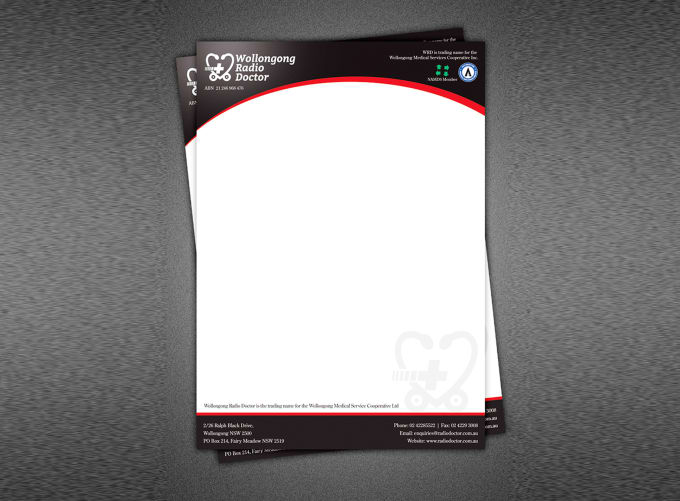 Wollongong
Radio
Doctor
ABN 21 246 968 476
WRD is trading name for the
Wollongong Medical Services Cooperative Inc.
NAMDS Member
Wollongong Radio Doctor is the trading name for the Wollongong Medical Service Cooperative Ltd
2/26 Ralph Black Drive,
Wollongong NSW 2500
PO Box 214, Fairy Meadow NSW 2519
Phone: 02 42285522 | Fax: 02 4229 3908
Email: enquiries@radiodoctor.com.au
Website: www.radiodoctor.com.au